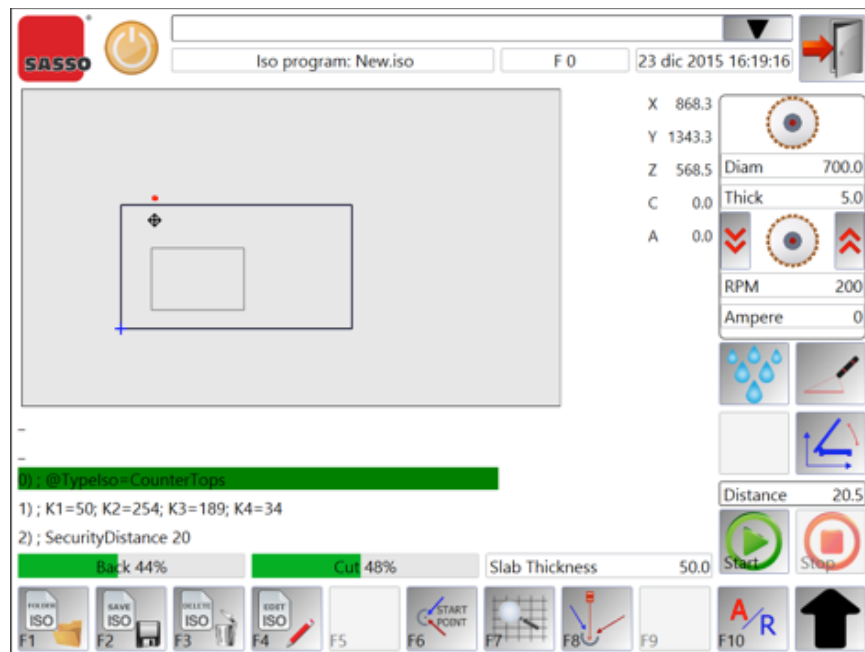 SASSO
Iso program: New.iso
F 0
23 dic 2015 16:19:16
X 868.3
Y 1343.3
Z 568.5
C 0.0
A 0.0
Diam 700.0
Thick 5.0
RPM 200
Ampere 0
Distance 20.5
Start
Stop
_
_
0) ; @TypeIso=CounterTops
1) ; K1=50; K2=254; K3=189; K4=34
2) ; SecurityDistance 20
Back 44%
Cut 48%
Slab Thickness 50.0
FOLDER ISO F1
SAVE ISO F2
DELETE ISO F3
EDIT ISO F4
F5
START POINT F6
F7
F8
F9
A/R F10